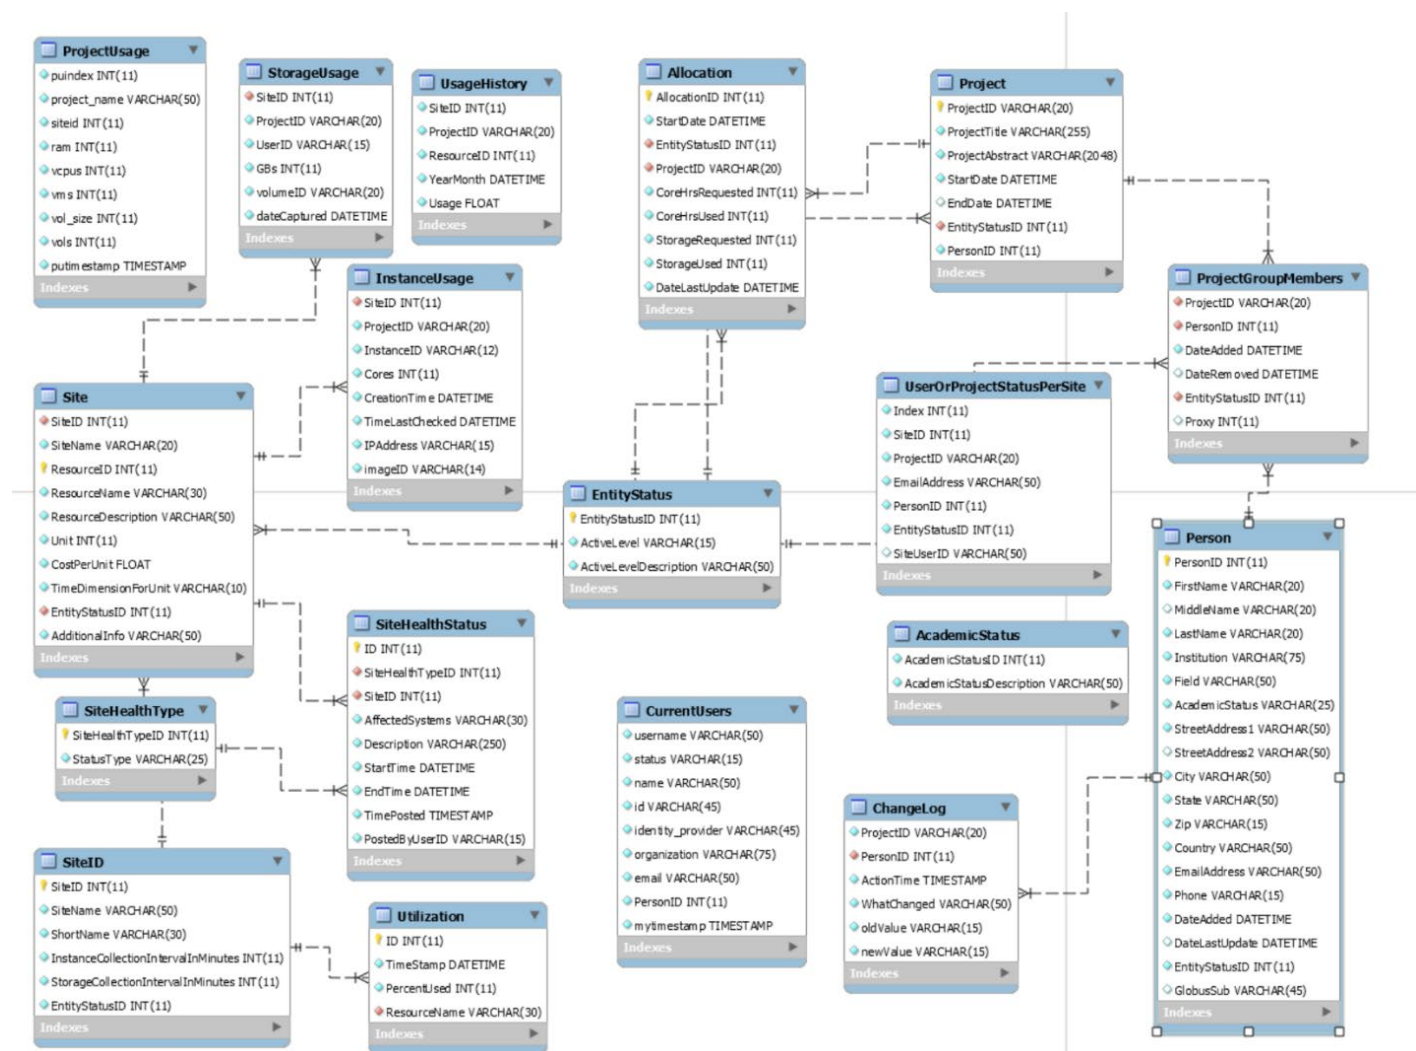 ProjectUsage
puindex INT(11)
project_name VARCHAR(50)
siteid INT(11)
ram INT(11)
vcpus INT(11)
vms INT(11)
vol_size INT(11)
vols INT(11)
putimestamp TIMESTAMP
Indexes
StorageUsage
SiteID INT(11)
ProjectID VARCHAR(20)
UserID VARCHAR(15)
GBs INT(11)
volumeID VARCHAR(20)
dateCaptured DATETIME
Indexes
UsageHistory
SiteID INT(11)
ProjectID VARCHAR(20)
ResourceID INT(11)
YearMonth DATETIME
Usage FLOAT
Indexes
Allocation
AllocationID INT(11)
StartDate DATETIME
EntityStatusID INT(11)
ProjectID VARCHAR(20)
CoreHrsRequested INT(11)
CoreHrsUsed INT(11)
StorageRequested INT(11)
StorageUsed INT(11)
DateLastUpdate DATETIME
Indexes
Project
ProjectID VARCHAR(20)
ProjectTitle VARCHAR(255)
ProjectAbstract VARCHAR(2048)
StartDate DATETIME
EndDate DATETIME
EntityStatusID INT(11)
PersonID INT(11)
Indexes
InstanceUsage
SiteID INT(11)
ProjectID VARCHAR(20)
InstanceID VARCHAR(12)
Cores INT(11)
CreationTime DATETIME
TimeLastChecked DATETIME
IPAddress VARCHAR(15)
imageID VARCHAR(14)
Indexes
ProjectGroupMembers
ProjectID VARCHAR(20)
PersonID INT(11)
DateAdded DATETIME
DateRemoved DATETIME
EntityStatusID INT(11)
Proxy INT(11)
Indexes
Site
SiteID INT(11)
SiteName VARCHAR(20)
ResourceID INT(11)
ResourceName VARCHAR(30)
ResourceDescription VARCHAR(50)
Unit INT(11)
CostPerUnit FLOAT
TimeDimensionForUnit VARCHAR(10)
EntityStatusID INT(11)
AdditionalInfo VARCHAR(50)
Indexes
UserOrProjectStatusPerSite
Index INT(11)
SiteID INT(11)
ProjectID VARCHAR(20)
EmailAddress VARCHAR(50)
PersonID INT(11)
EntityStatusID INT(11)
SiteUserID VARCHAR(50)
Indexes
EntityStatus
EntityStatusID INT(11)
ActiveLevel VARCHAR(15)
ActiveLevelDescription VARCHAR(50)
Indexes
Person
PersonID INT(11)
FirstName VARCHAR(20)
MiddleName VARCHAR(20)
LastName VARCHAR(20)
Institution VARCHAR(75)
Field VARCHAR(50)
AcademicStatus VARCHAR(25)
StreetAddress1 VARCHAR(50)
StreetAddress2 VARCHAR(50)
City VARCHAR(50)
State VARCHAR(50)
Zip VARCHAR(15)
Country VARCHAR(50)
EmailAddress VARCHAR(50)
Phone VARCHAR(15)
DateAdded DATETIME
DateLastUpdate DATETIME
EntityStatusID INT(11)
GlobusSub VARCHAR(45)
Indexes
SiteHealthStatus
ID INT(11)
SiteHealthTypeID INT(11)
SiteID INT(11)
AffectedSystems VARCHAR(30)
Description VARCHAR(250)
StartTime DATETIME
EndTime DATETIME
TimePosted TIMESTAMP
PostedByUserID VARCHAR(15)
Indexes
AcademicStatus
AcademicStatusID INT(11)
AcademicStatusDescription VARCHAR(50)
Indexes
SiteHealthType
SiteHealthTypeID INT(11)
StatusType VARCHAR(25)
Indexes
CurrentUsers
username VARCHAR(50)
status VARCHAR(15)
name VARCHAR(50)
id VARCHAR(45)
identity_provider VARCHAR(45)
organization VARCHAR(75)
email VARCHAR(50)
PersonID INT(11)
mytimestamp TIMESTAMP
Indexes
ChangeLog
ProjectID VARCHAR(20)
PersonID INT(11)
ActionTime TIMESTAMP
WhatChanged VARCHAR(50)
oldValue VARCHAR(15)
newValue VARCHAR(15)
Indexes
SiteID
SiteID INT(11)
SiteName VARCHAR(50)
ShortName VARCHAR(30)
InstanceCollectionIntervalInMinutes INT(11)
StorageCollectionIntervalInMinutes INT(11)
EntityStatusID INT(11)
Indexes
Utilization
ID INT(11)
TimeStamp DATETIME
PercentUsed INT(11)
ResourceName VARCHAR(30)
Indexes